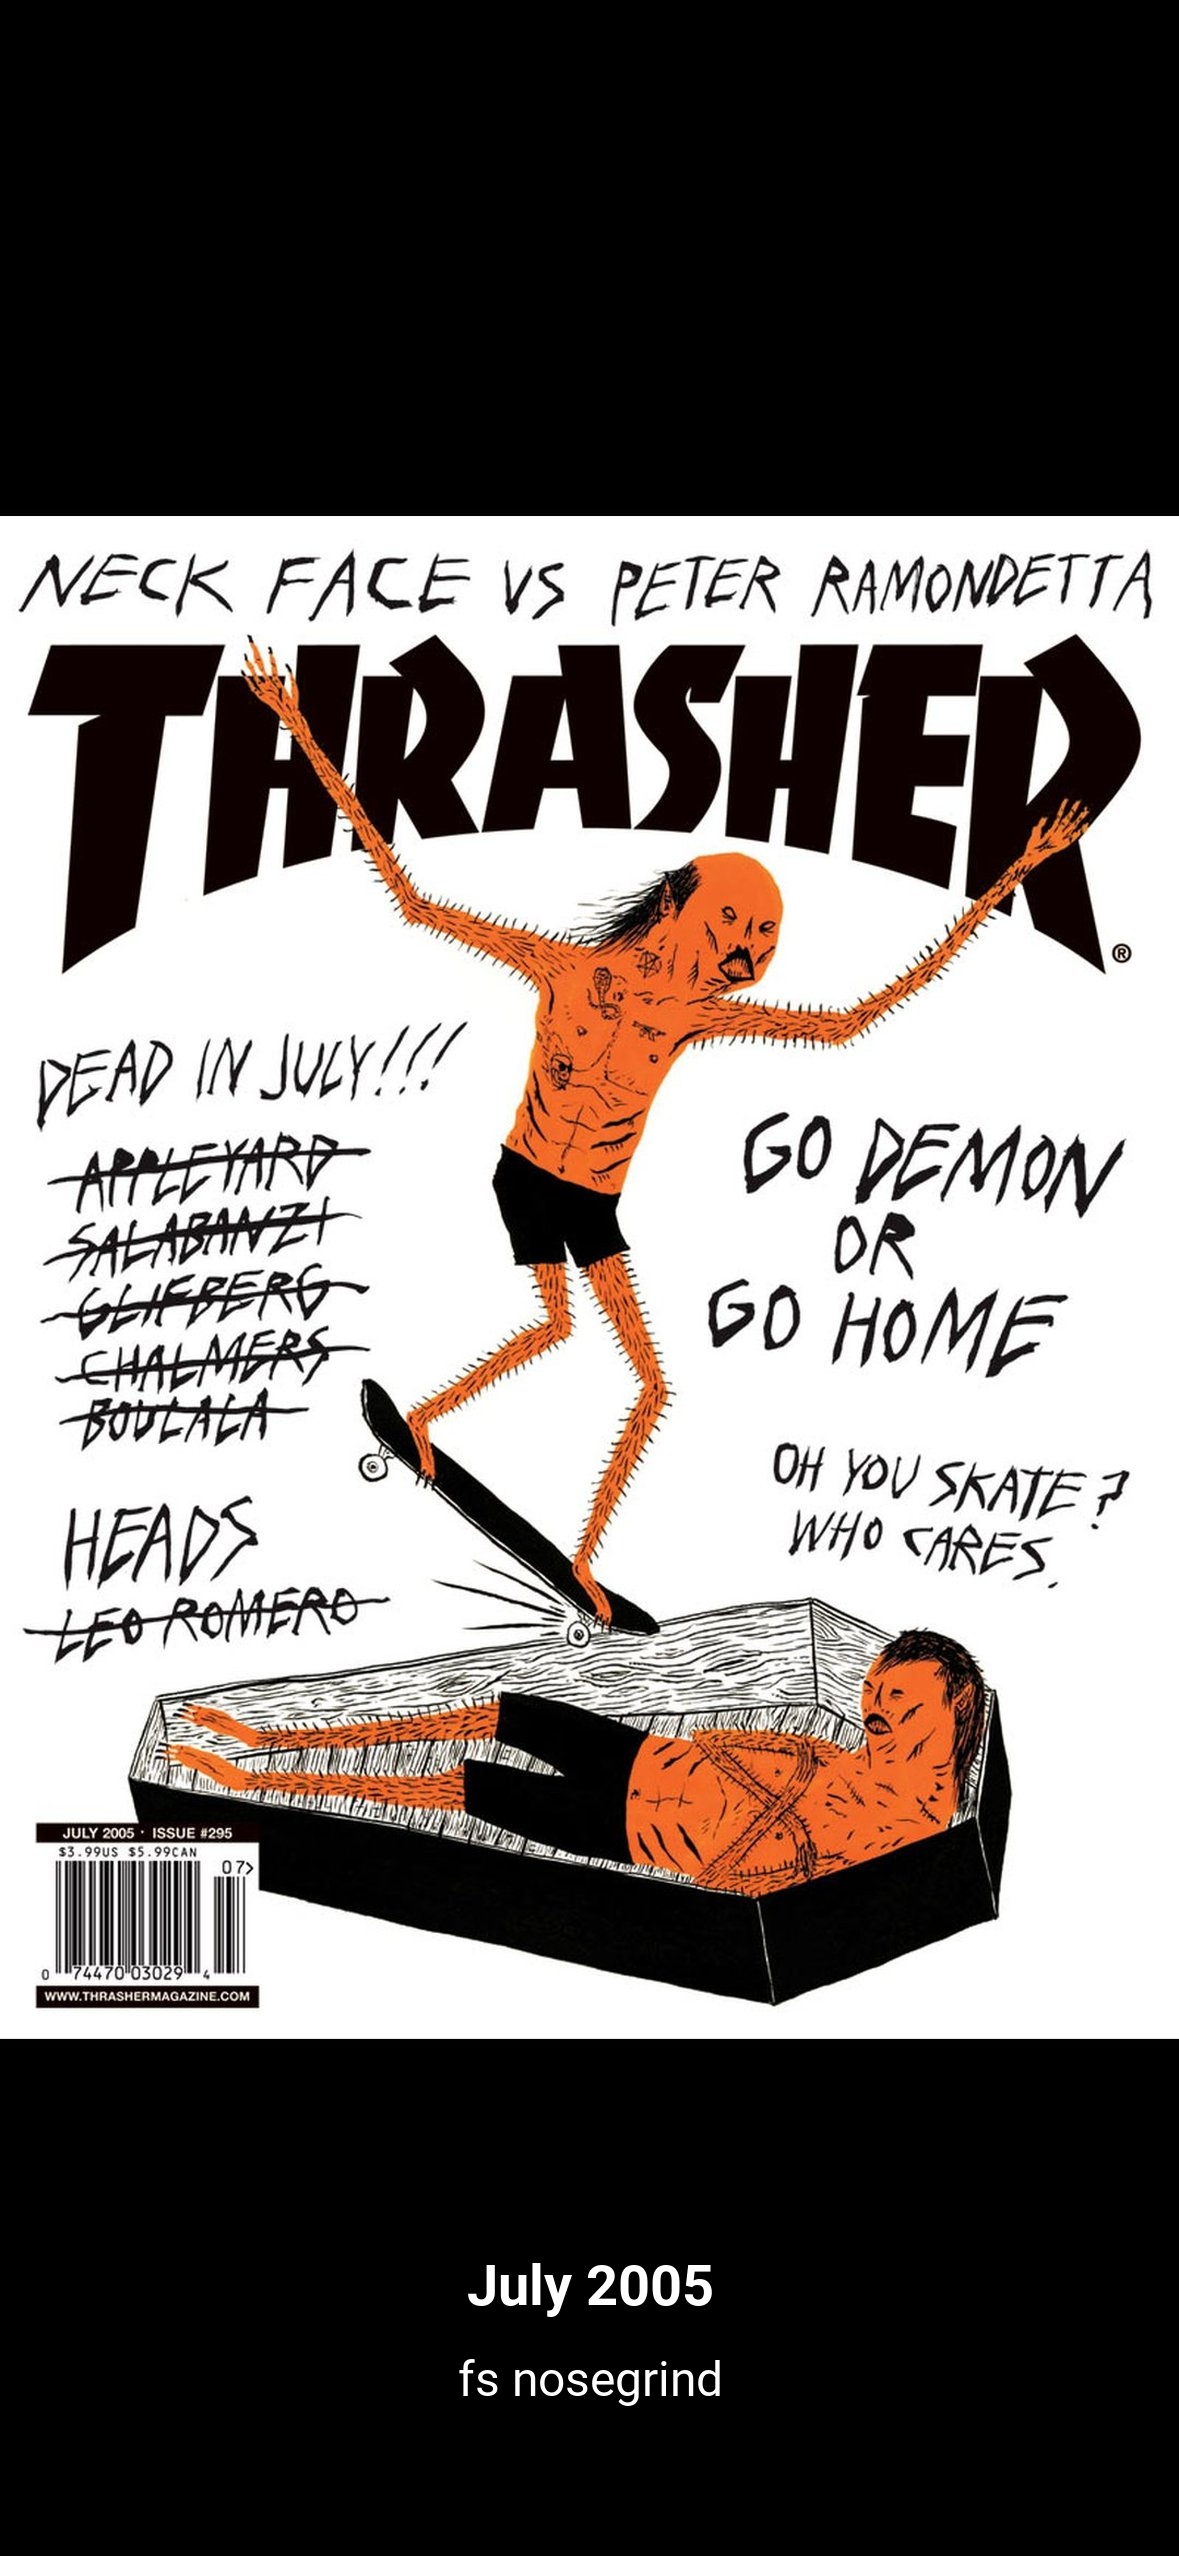 NECK FACE VS PETER RAMONDETTA
THRASHER
®
DEAD IN JULY!!!
APPLEYARD
SALABANZI
GLIFBERG
CHALMERS
BOULALA
HEADS
LEO ROMERO
GO DEMON
OR
GO HOME
OH YOU SKATE?
WHO CARES.
JULY 2005 · ISSUE #295
$3.99US $5.99CAN
07>
0 74470 03029 4
WWW.THRASHERMAGAZINE.COM
July 2005
fs nosegrind